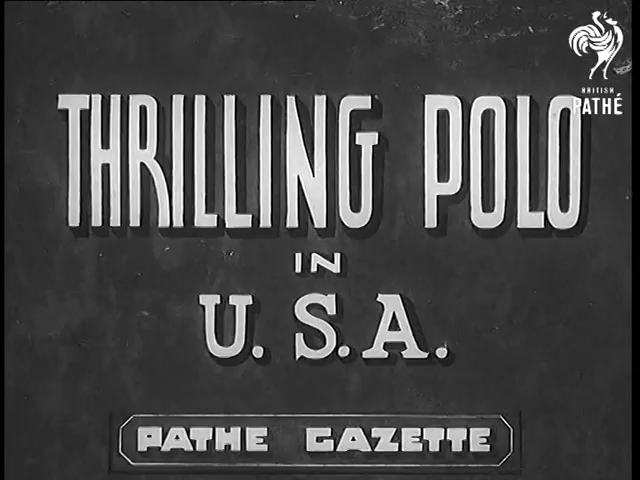 BRITISH
PATHÉ
THRILLING POLO
IN
U.S.A.
PATHE GAZETTE